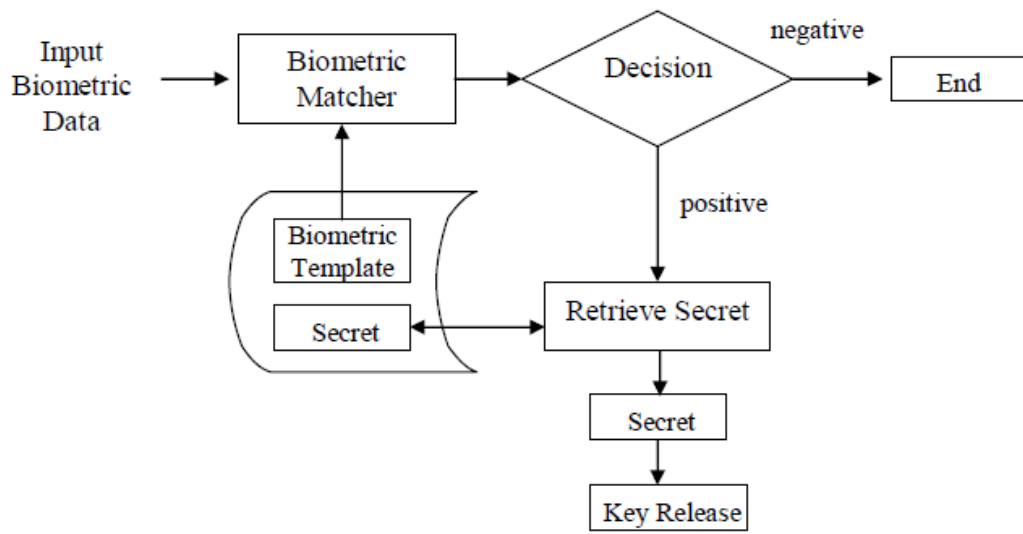 Input
Biometric
Data
Biometric
Matcher
Decision
negative
End
positive
Biometric
Template
Secret
Retrieve Secret
Secret
Key Release